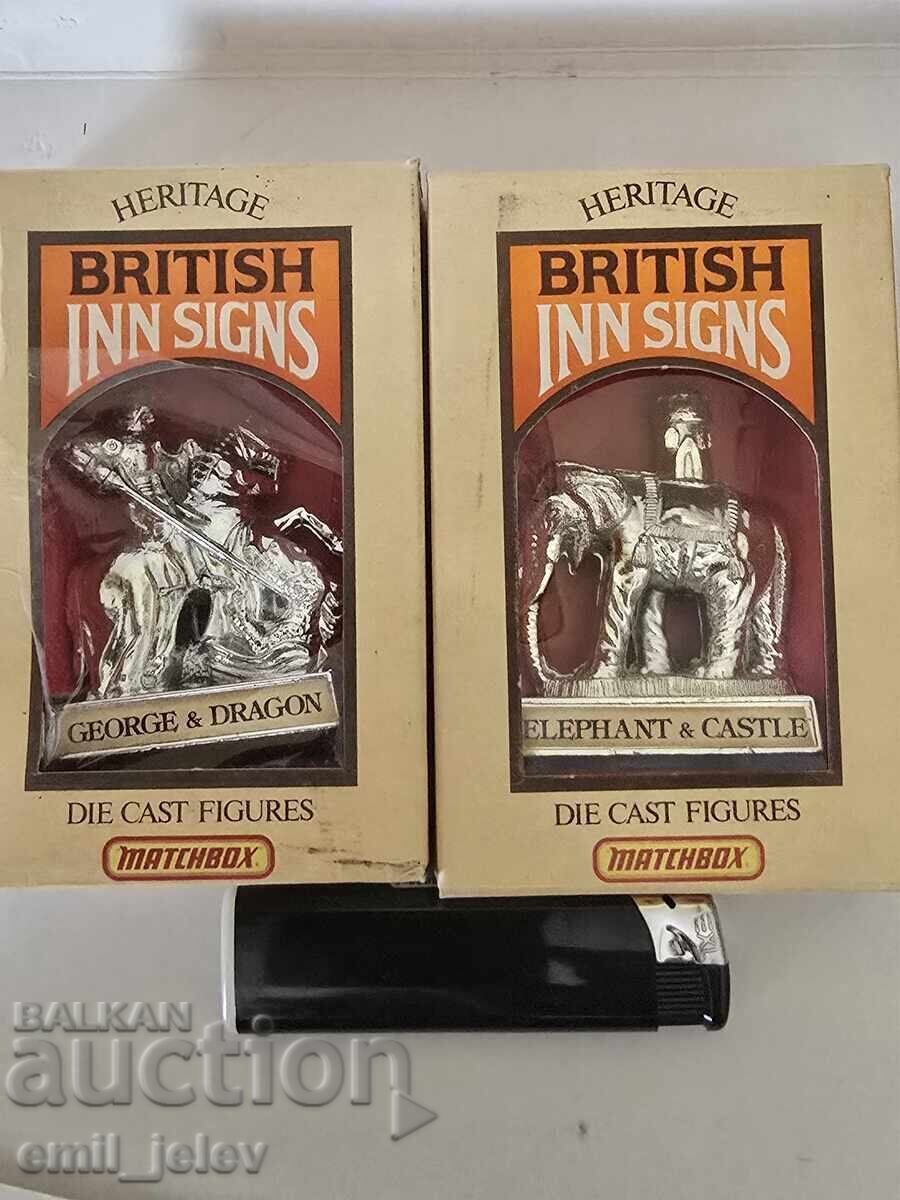 HERITAGE
BRITISH
INN SIGNS
GEORGE & DRAGON
DIE CAST FIGURES
MATCHBOX
HERITAGE
BRITISH
INN SIGNS
ELEPHANT & CASTLE
DIE CAST FIGURES
MATCHBOX
BALKAN
auction
emil_jelev